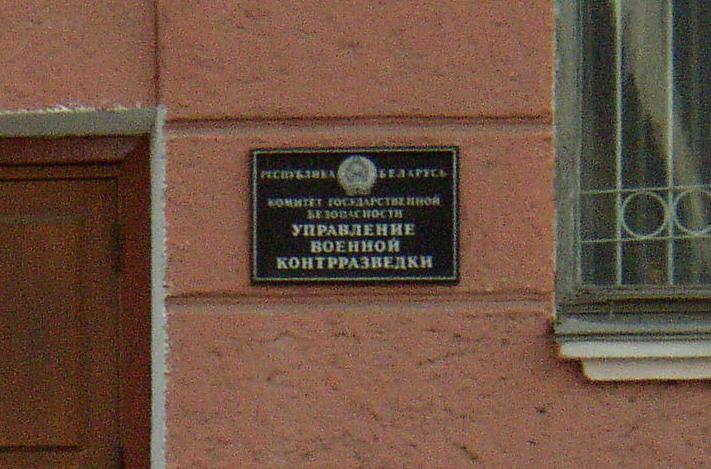 РЕСПУБЛИКА БЕЛАРУСЬ
КОМИТЕТ ГОСУДАРСТВЕННОЙ
БЕЗОПАСНОСТИ
УПРАВЛЕНИЕ
ВОЕННОЙ
КОНТРРАЗВЕДКИ